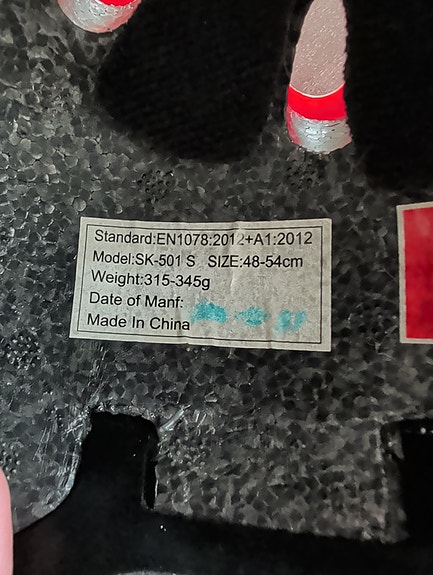 Standard:EN1078:2012+A1:2012
Model:SK-501 S SIZE:48-54cm
Weight:315-345g
Date of Manf:
Made In China